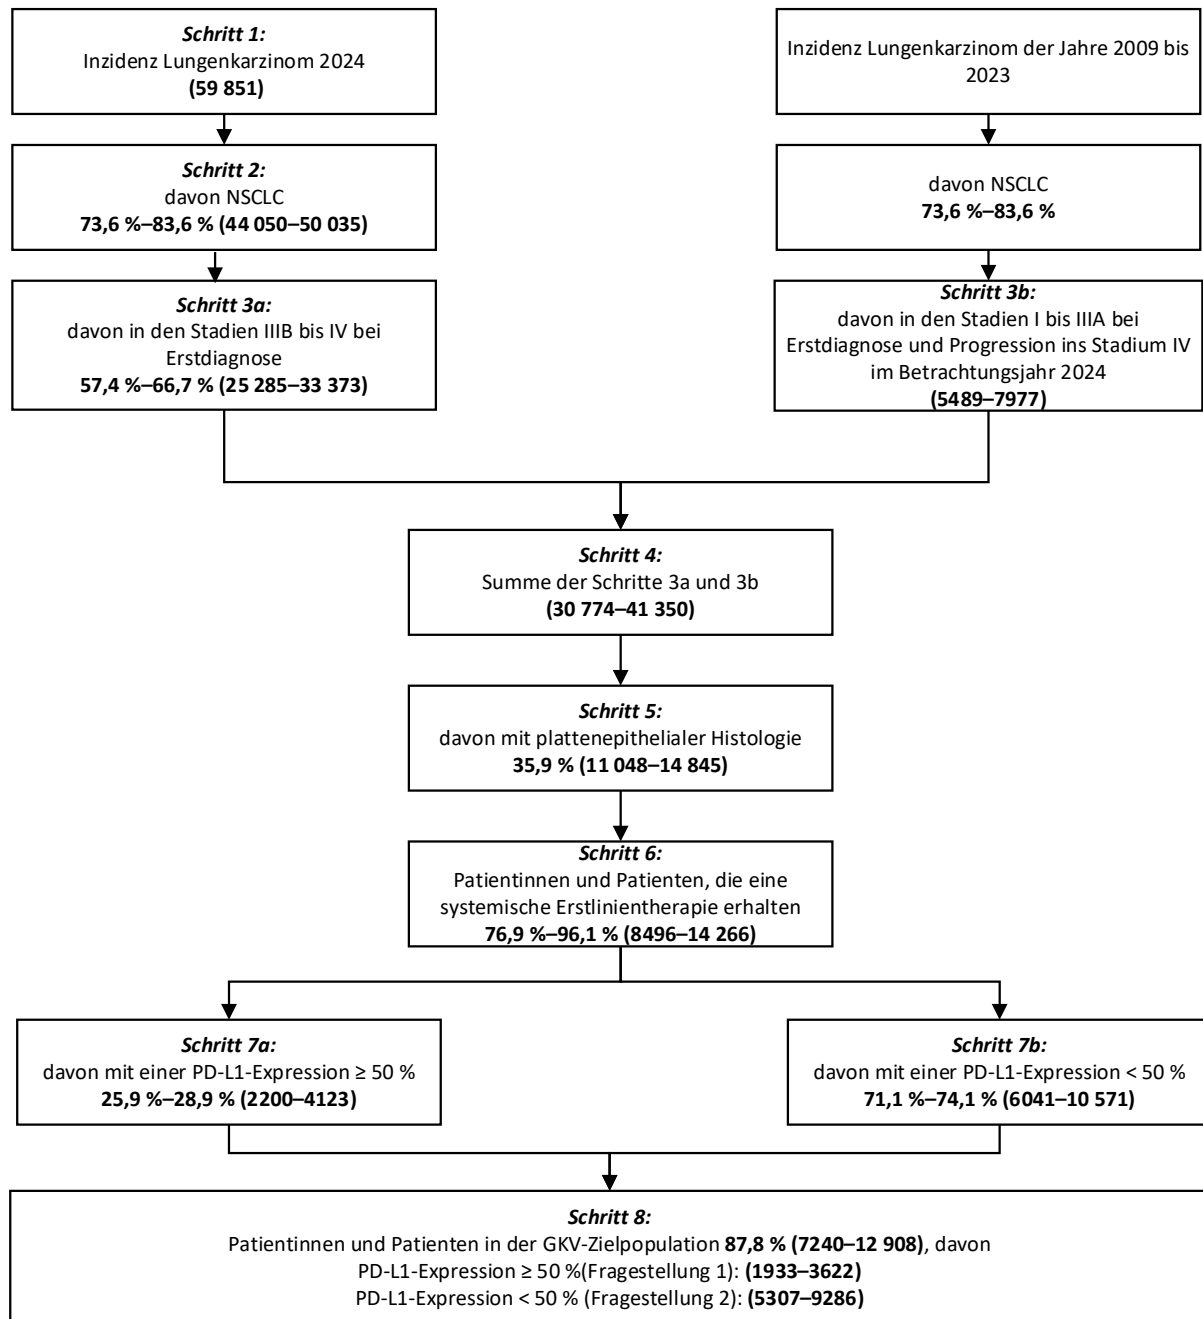 Schritt 1:
Inzidenz Lungenkarzinom 2024
(59 851)
Inzidenz Lungenkarzinom der Jahre 2009 bis
2023
Schritt 2:
davon NSCLC
73,6 %–83,6 % (44 050–50 035)
davon NSCLC
73,6 %–83,6 %
Schritt 3a:
davon in den Stadien IIIB bis IV bei
Erstdiagnose
57,4 %–66,7 % (25 285–33 373)
Schritt 3b:
davon in den Stadien I bis IIIA bei
Erstdiagnose und Progression ins Stadium IV
im Betrachtungsjahr 2024
(5489–7977)
Schritt 4:
Summe der Schritte 3a und 3b
(30 774–41 350)
Schritt 5:
davon mit plattenepithelialer Histologie
35,9 % (11 048–14 845)
Schritt 6:
Patientinnen und Patienten, die eine
systemische Erstlinientherapie erhalten
76,9 %–96,1 % (8496–14 266)
Schritt 7a:
davon mit einer PD-L1-Expression ≥ 50 %
25,9 %–28,9 % (2200–4123)
Schritt 7b:
davon mit einer PD-L1-Expression < 50 %
71,1 %–74,1 % (6041–10 571)
Schritt 8:
Patientinnen und Patienten in der GKV-Zielpopulation 87,8 % (7240–12 908), davon
PD-L1-Expression ≥ 50 %(Fragestellung 1): (1933–3622)
PD-L1-Expression < 50 % (Fragestellung 2): (5307–9286)